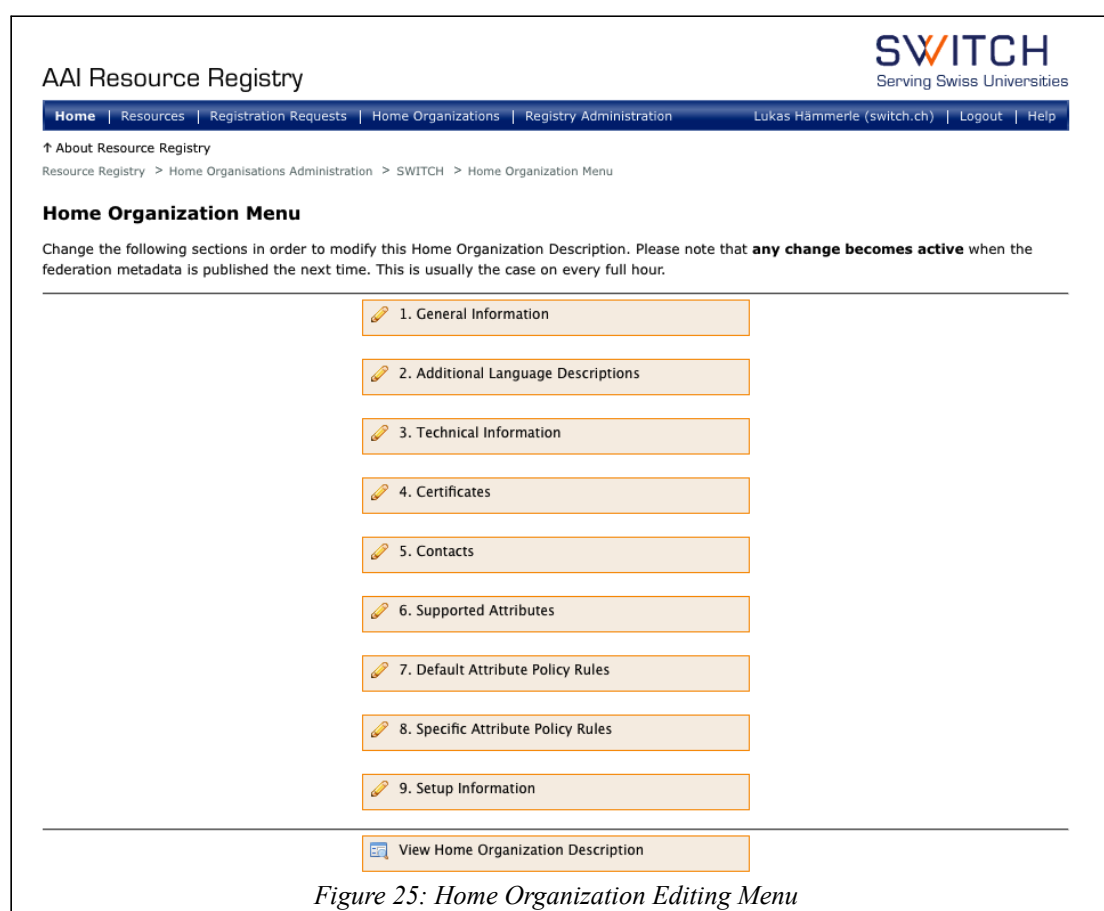 SWITCH
AAI Resource Registry
Serving Swiss Universities
Home | Resources | Registration Requests | Home Organizations | Registry Administration Lukas Hämmerle (switch.ch) | Logout | Help
↑ About Resource Registry
Resource Registry > Home Organisations Administration > SWITCH > Home Organization Menu
Home Organization Menu
Change the following sections in order to modify this Home Organization Description. Please note that any change becomes active when the
federation metadata is published the next time. This is usually the case on every full hour.
1. General Information
2. Additional Language Descriptions
3. Technical Information
4. Certificates
5. Contacts
6. Supported Attributes
7. Default Attribute Policy Rules
8. Specific Attribute Policy Rules
9. Setup Information
View Home Organization Description
Figure 25: Home Organization Editing Menu